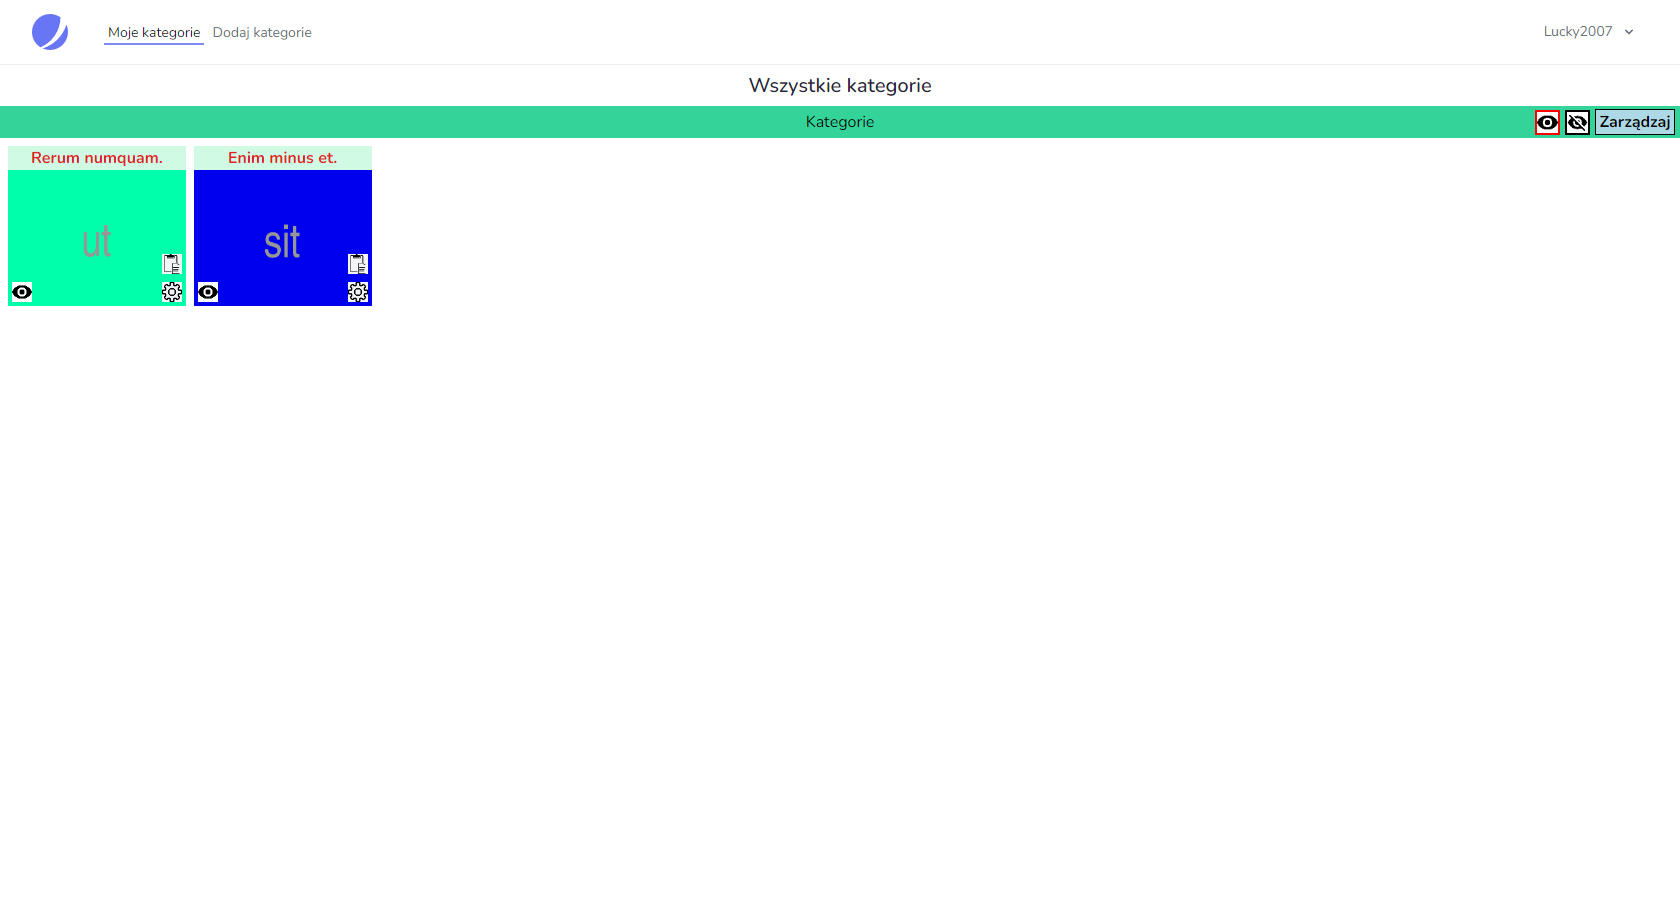 Moje kategorie Dodaj kategorie Lucky2007
Wszystkie kategorie
Kategorie Zarządzaj
Rerum numquam. Enim minus et.
ut sit